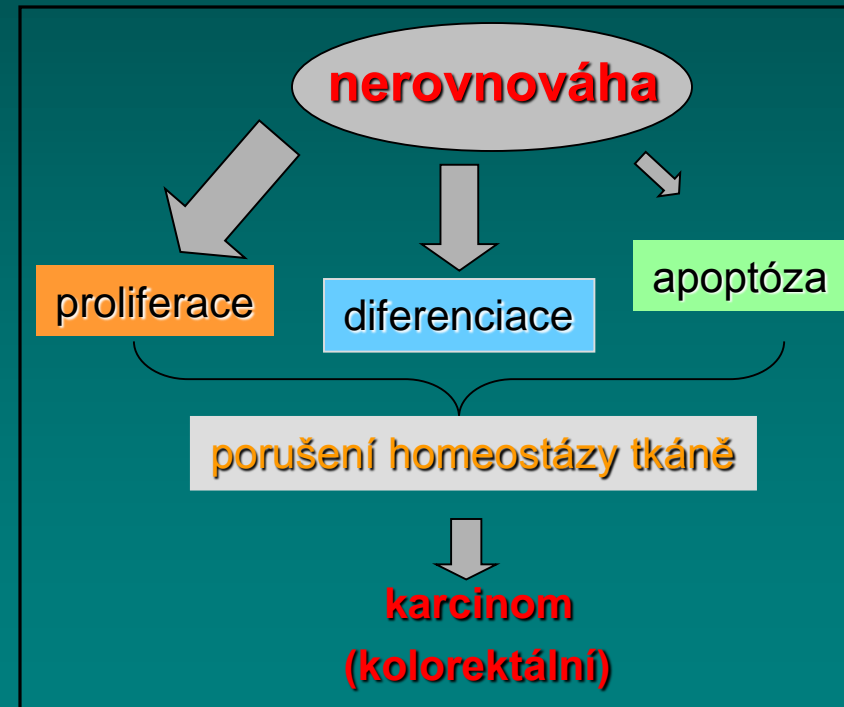 nerovnováha
proliferace
diferenciace
apoptóza
porušení homeostázy tkáně
karcinom
(kolorektální)